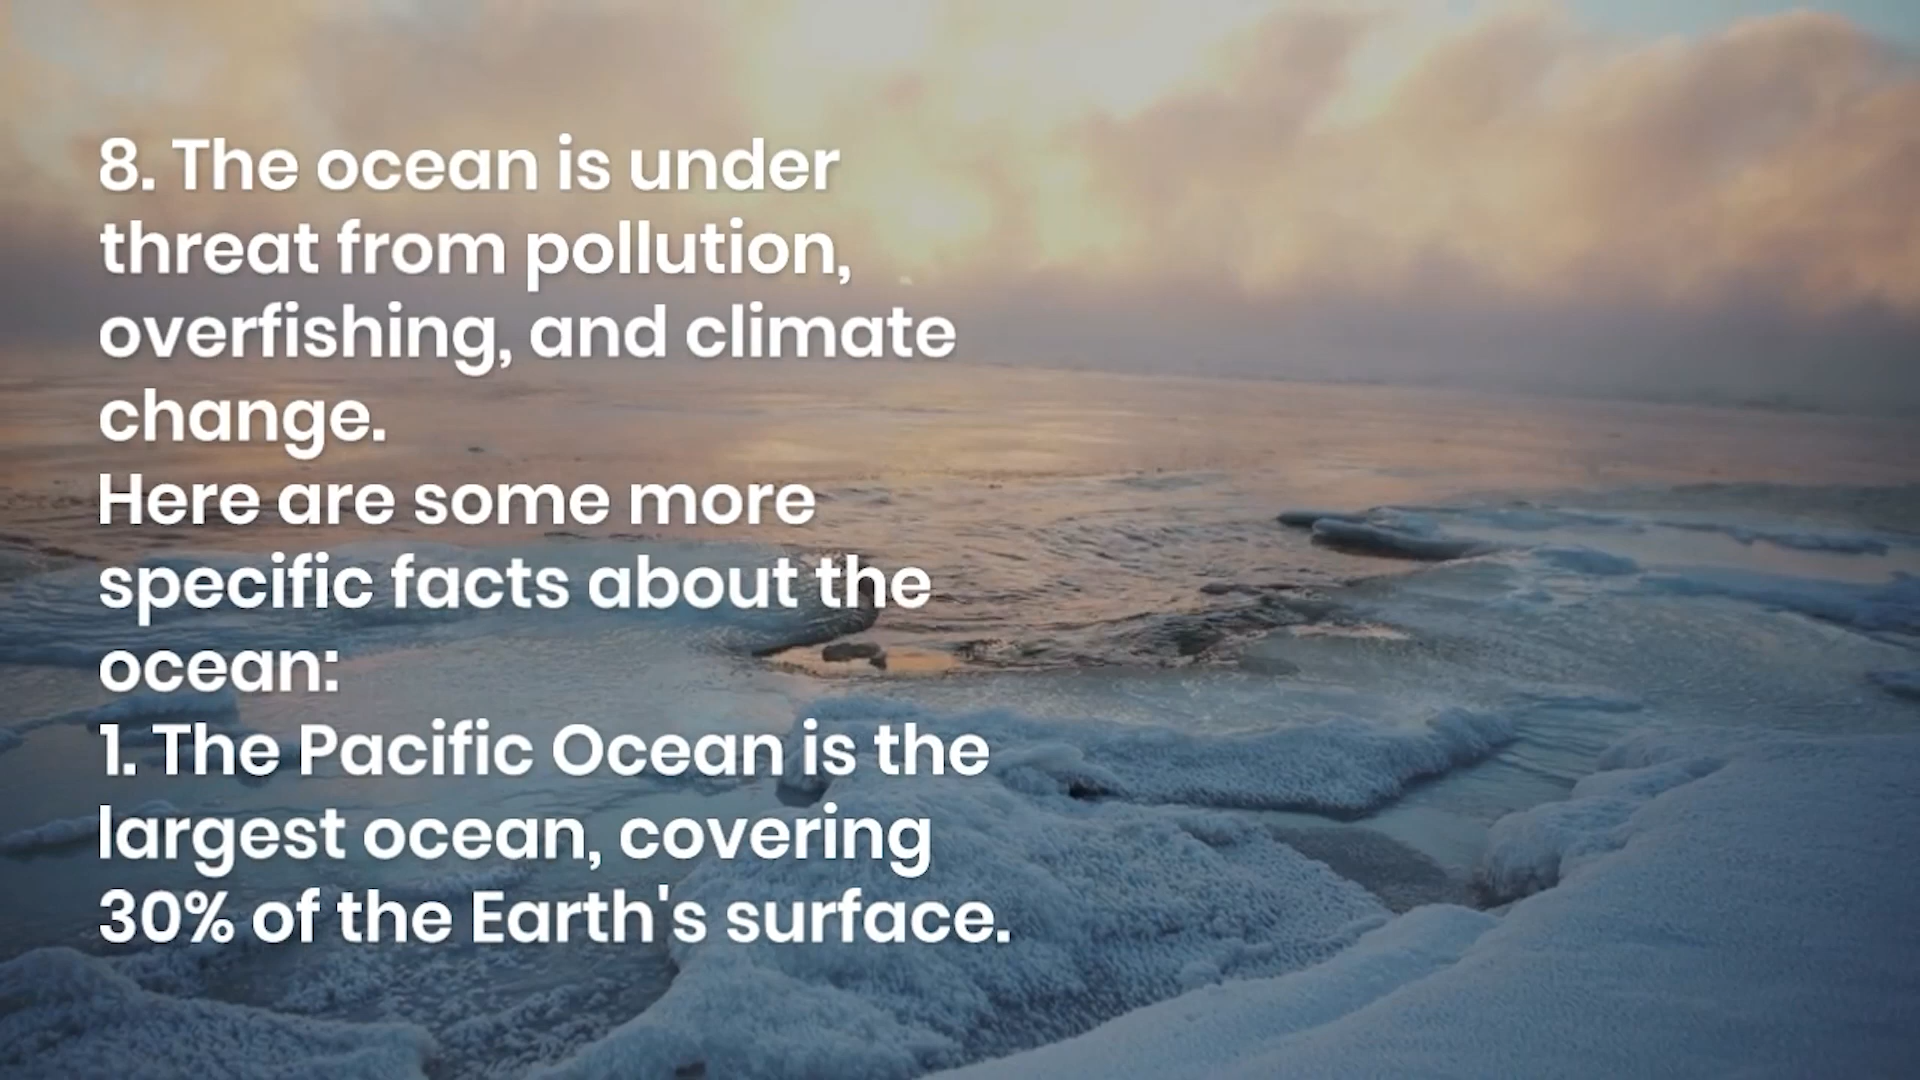 8. The ocean is under
threat from pollution,
overfishing, and climate
change.
Here are some more
specific facts about the
ocean:
1. The Pacific Ocean is the
largest ocean, covering
30% of the Earth's surface.